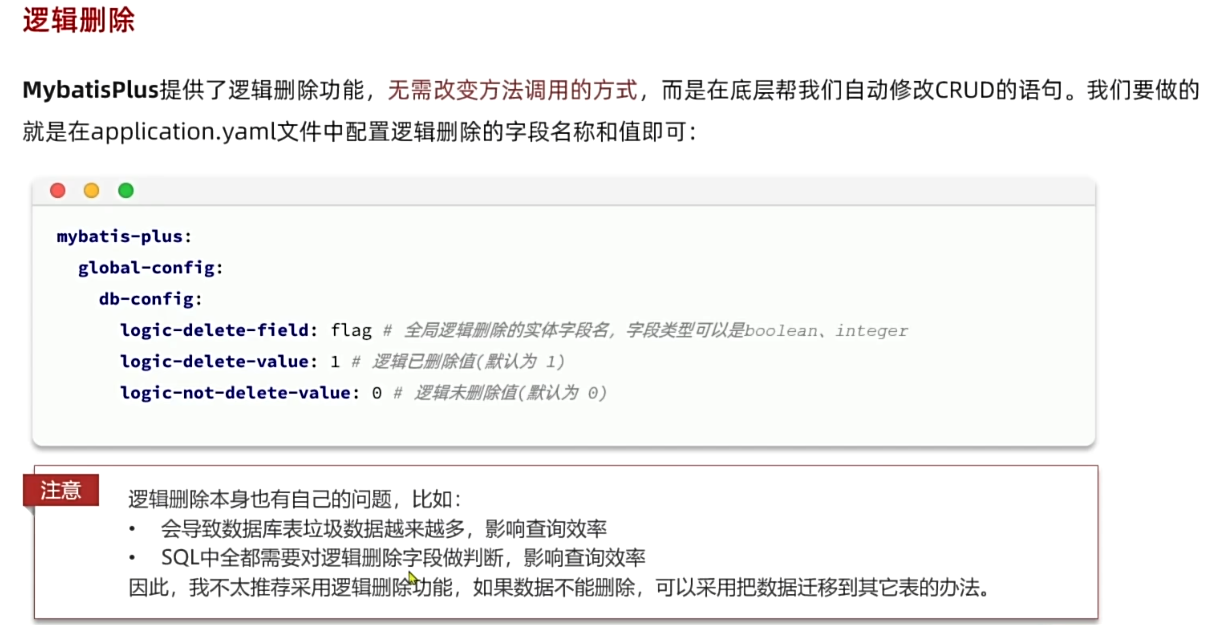 逻辑删除
MybatisPlus提供了逻辑删除功能，无需改变方法调用的方式，而是在底层帮我们自动修改CRUD的语句。我们要做的
就是在application.yaml文件中配置逻辑删除的字段名称和值即可：
mybatis-plus:
  global-config:
    db-config:
      logic-delete-field: flag # 全局逻辑删除的实体字段名，字段类型可以是boolean、integer
      logic-delete-value: 1 # 逻辑已删除值(默认为 1)
      logic-not-delete-value: 0 # 逻辑未删除值(默认为 0)
注意
逻辑删除本身也有自己的问题，比如：
• 会导致数据库表垃圾数据越来越多，影响查询效率
• SQL中全都需要对逻辑删除字段做判断，影响查询效率
因此，我不太推荐采用逻辑删除功能，如果数据不能删除，可以采用把数据迁移到其它表的办法。